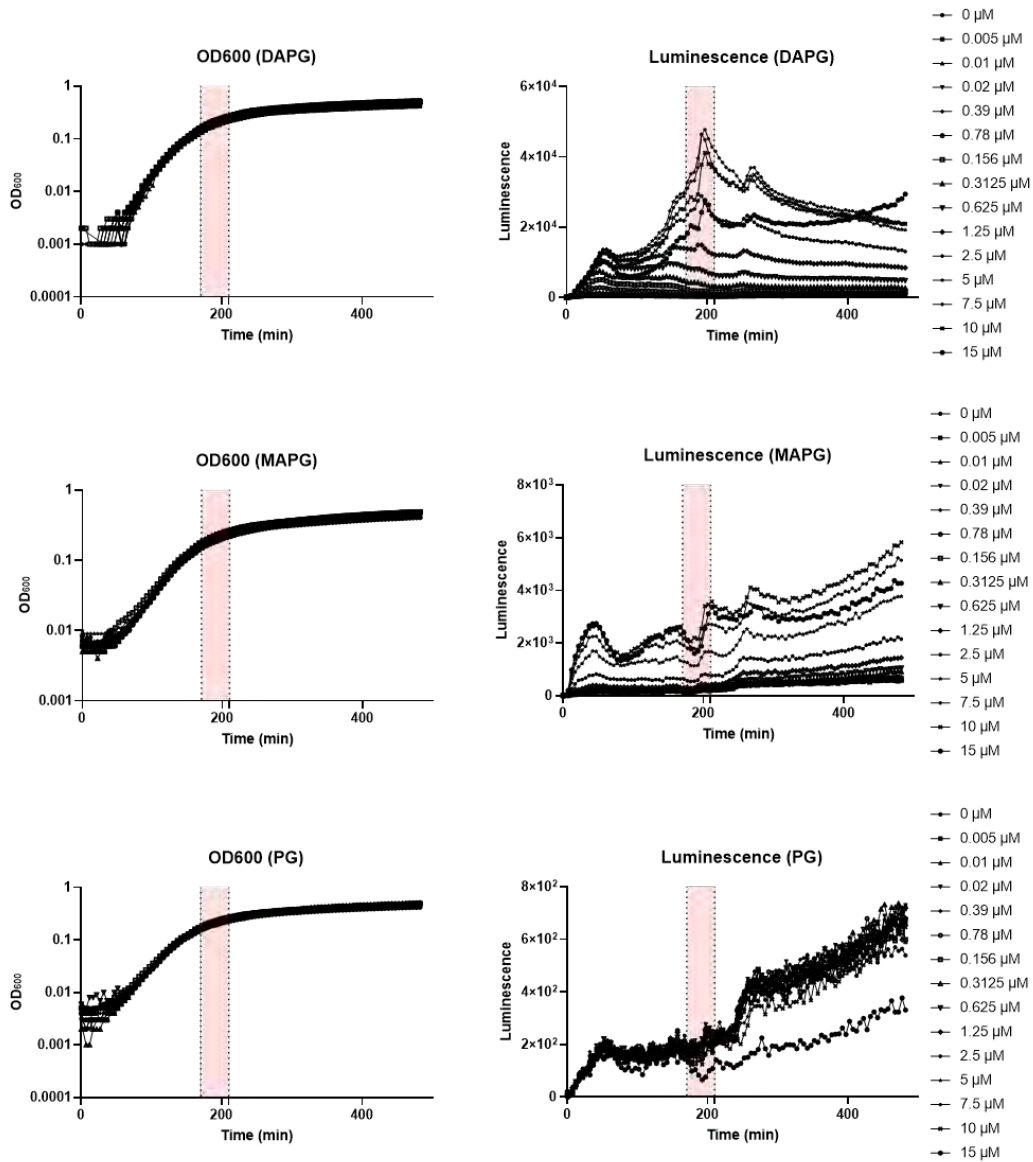 OD600 (DAPG)
1
0.1
0.01
0.001
0.0001
OD600
0
200
400
Time (min)
Luminescence (DAPG)
6×10⁴
4×10⁴
2×10⁴
0
Luminescence
0
200
400
Time (min)
0 µM
0.005 µM
0.01 µM
0.02 µM
0.39 µM
0.78 µM
0.156 µM
0.3125 µM
0.625 µM
1.25 µM
2.5 µM
5 µM
7.5 µM
10 µM
15 µM
OD600 (MAPG)
1
0.1
0.01
0.001
OD600
0
200
400
Time (min)
Luminescence (MAPG)
8×10³
6×10³
4×10³
2×10³
0
Luminescence
0
200
400
Time (min)
0 µM
0.005 µM
0.01 µM
0.02 µM
0.39 µM
0.78 µM
0.156 µM
0.3125 µM
0.625 µM
1.25 µM
2.5 µM
5 µM
7.5 µM
10 µM
15 µM
OD600 (PG)
1
0.1
0.01
0.001
0.0001
OD600
0
200
400
Time (min)
Luminescence (PG)
8×10²
6×10²
4×10²
2×10²
0
Luminescence
0
200
400
Time (min)
0 µM
0.005 µM
0.01 µM
0.02 µM
0.39 µM
0.78 µM
0.156 µM
0.3125 µM
0.625 µM
1.25 µM
2.5 µM
5 µM
7.5 µM
10 µM
15 µM